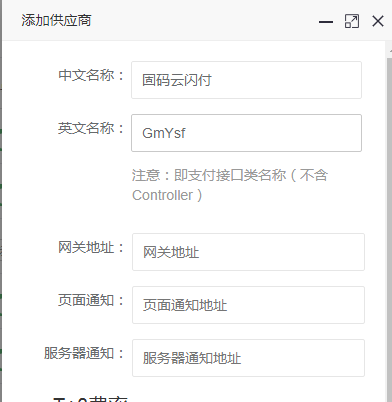 添加供应商
中文名称： 固码云闪付
英文名称： GmYsf
注意：即支付接口类名称（不含
Controller）
网关地址： 网关地址
页面通知： 页面通知地址
服务器通知： 服务器通知地址